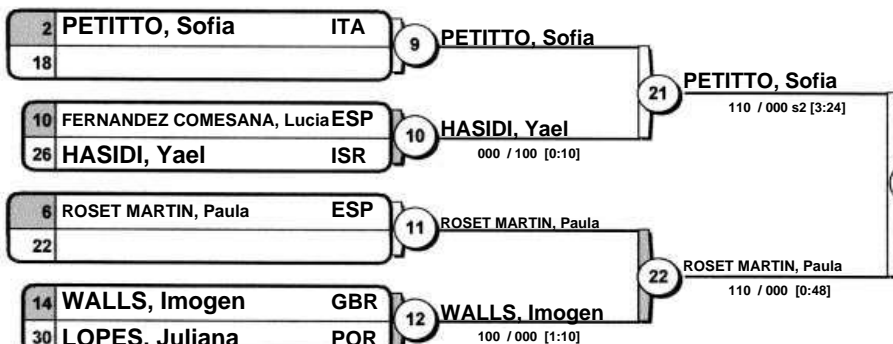 2 PETITTO, Sofia ITA
18
9 PETITTO, Sofia
10 FERNANDEZ COMESANA, Lucia ESP
26 HASIDI, Yael ISR
10 HASIDI, Yael
000 / 100 [0:10]
21 PETITTO, Sofia
110 / 000 s2 [3:24]
6 ROSET MARTIN, Paula ESP
22
11 ROSET MARTIN, Paula
14 WALLS, Imogen GBR
30 LOPES, Juliana POR
12 WALLS, Imogen
100 / 000 [1:10]
22 ROSET MARTIN, Paula
110 / 000 [0:48]